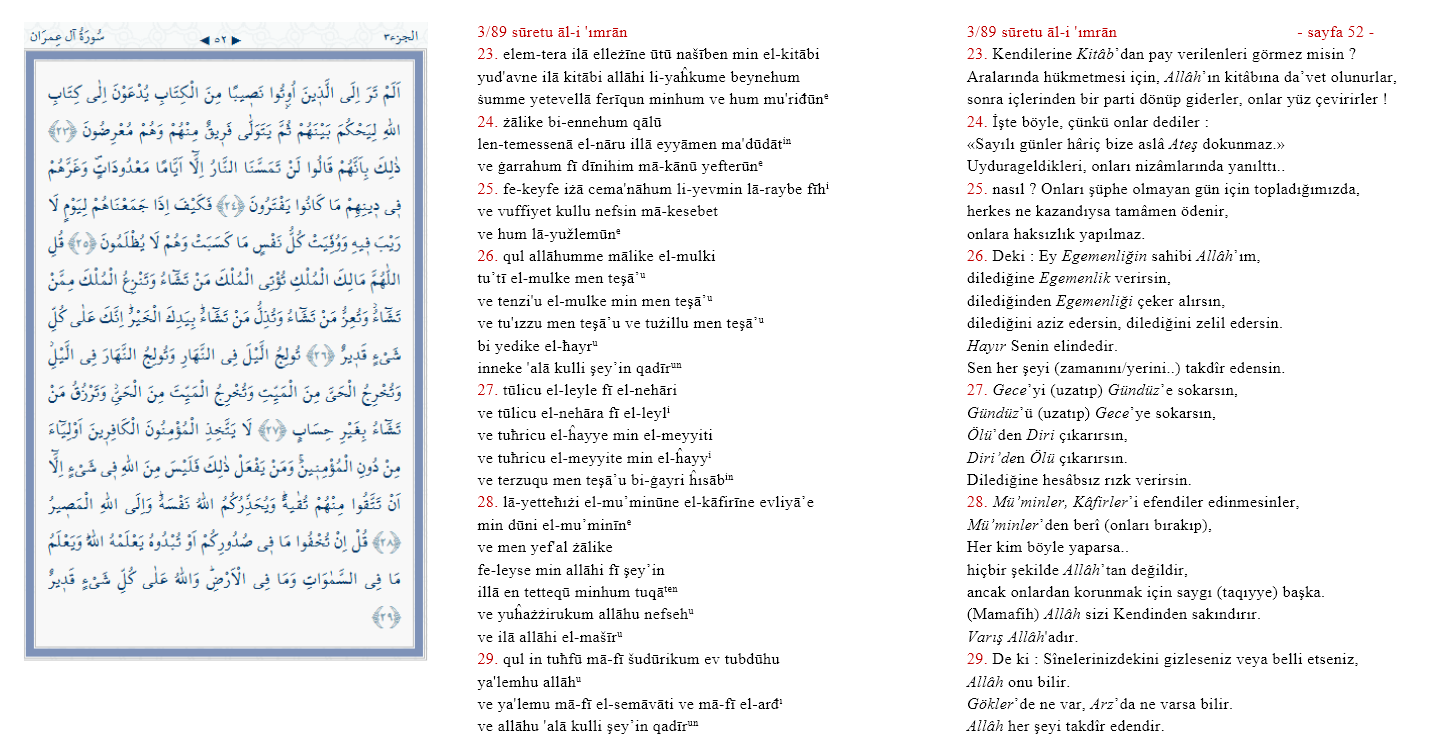 سُورَةُ آلِ عِمرَان
◀ ٥٢ ▶
الجزء٣
اَلَمْ تَرَ اِلَى الَّذ۪ينَ اُو۫تُوا نَص۪يبًا مِنَ الْكِتَابِ يُدْعَوْنَ اِلٰى كِتَابِ
اللّٰهِ لِيَحْكُمَ بَيْنَهُمْ ثُمَّ يَتَوَلّٰى فَر۪يقٌ مِنْهُمْ وَهُمْ مُعْرِضُونَ ﴿٢٣﴾
ذٰلِكَ بِاَنَّهُمْ قَالُوا لَنْ تَمَسَّنَا النَّارُ اِلَّٓا اَيَّامًا مَعْدُودَاتٍۖ وَغَرَّهُمْ
ف۪ي د۪ينِهِمْ مَا كَانُوا يَفْتَرُونَ ﴿٢٤﴾ فَكَيْفَ اِذَا جَمَعْنَاهُمْ لِيَوْمٍ لَا
رَيْبَ ف۪يهِ وَوُفِّيَتْ كُلُّ نَفْسٍ مَا كَسَبَتْ وَهُمْ لَا يُظْلَمُونَ ﴿٢٥﴾ قُلِ
اللّٰهُمَّ مَالِكَ الْمُلْكِ تُؤْتِي الْمُلْكَ مَنْ تَشَٓاءُ وَتَنْزِعُ الْمُلْكَ مِمَّنْ
تَشَٓاءُۘ وَتُعِزُّ مَنْ تَشَٓاءُ وَتُذِلُّ مَنْ تَشَٓاءُۜ بِيَدِكَ الْخَيْرُۜ اِنَّكَ عَلٰى كُلِّ
شَيْءٍ قَد۪يرٌ ﴿٢٦﴾ تُولِجُ الَّيْلَ فِي النَّهَارِ وَتُولِجُ النَّهَارَ فِي الَّيْلِۘ
وَتُخْرِجُ الْحَيَّ مِنَ الْمَيِّتِ وَتُخْرِجُ الْمَيِّتَ مِنَ الْحَيِّۘ وَتَرْزُقُ مَنْ
تَشَٓاءُ بِغَيْرِ حِسَابٍ ﴿٢٧﴾ لَا يَتَّخِذِ الْمُؤْمِنُونَ الْكَافِر۪ينَ اَوْلِيَٓاءَ
مِنْ دُونِ الْمُؤْمِن۪ينَۚ وَمَنْ يَفْعَلْ ذٰلِكَ فَلَيْسَ مِنَ اللّٰهِ ف۪ي شَيْءٍ اِلَّٓا
اَنْ تَتَّقُوا مِنْهُمْ تُقٰيةًۜ وَيُحَذِّرُكُمُ اللّٰهُ نَفْسَهُۜ وَاِلَى اللّٰهِ الْمَص۪يرُ
﴿٢٨﴾ قُلْ اِنْ تُخْفُوا مَا ف۪ي صُدُورِكُمْ اَوْ تُبْدُوهُ يَعْلَمْهُ اللّٰهُۜ وَيَعْلَمُ
مَا فِي السَّمٰوَاتِ وَمَا فِي الْاَرْضِۜ وَاللّٰهُ عَلٰى كُلِّ شَيْءٍ قَد۪يرٌ
﴿٢٩﴾
3/89 sūretu āl-i 'ımrān
23. elem-tera ilā elleżīne ūtū našīben min el-kitābi
yud'avne ilā kitābi allāhi li-yaĥkume beynehum
śumme yetevellā ferīqun minhum ve hum mu'riđūnᵉ
24. żālike bi-ennehum qālū
len-temessenā el-nāru illā eyyāmen ma'dūdātⁱⁿ
ve ġarrahum fī dīnihim mā-kānū yefterūnᵉ
25. fe-keyfe iżā cema'nāhum li-yevmin lā-raybe fīhⁱ
ve vuffiyet kullu nefsin mā-kesebet
ve hum lā-yužlemūnᵉ
26. qul allāhumme mālike el-mulki
tu’tī el-mulke men teşā’ᵘ
ve tenzi'u el-mulke min men teşā’ᵘ
ve tu'ızzu men teşā’u ve tużillu men teşā’ᵘ
bi yedike el-ħayrᵘ
inneke 'alā kulli şey’in qadīrᵘⁿ
27. tūlicu el-leyle fī el-nehāri
ve tūlicu el-nehāra fī el-leylⁱ
ve tuħricu el-ĥayye min el-meyyiti
ve tuħricu el-meyyite min el-ĥayyⁱ
ve terzuqu men teşā’u bi-ġayri ĥısābⁱⁿ
28. lā-yetteħıżi el-mu’minūne el-kāfirīne evliyā’e
min dūni el-mu’minīnᵉ
ve men yef'al żālike
fe-leyse min allāhi fī şey’in
illā en tetteqū minhum tuqāᵗᵉⁿ
ve yuĥażżirukum allāhu nefsehᵘ
ve ilā allāhi el-mašīrᵘ
29. qul in tuħfū mā-fī šudūrikum ev tubdūhu
ya'lemhu allāhᵘ
ve ya'lemu mā-fī el-semāvāti ve mā-fī el-arđⁱ
ve allāhu 'alā kulli şey’in qadīrᵘⁿ
3/89 sūretu āl-i 'ımrān - sayfa 52 -
23. Kendilerine Kitâb’dan pay verilenleri görmez misin ?
Aralarında hükmetmesi için, Allâh’ın kitâbına da’vet olunurlar,
sonra içlerinden bir parti dönüp giderler, onlar yüz çevirirler !
24. İşte böyle, çünkü onlar dediler :
«Sayılı günler hâriç bize aslâ Ateş dokunmaz.»
Uydurageldikleri, onları nizâmlarında yanılttı..
25. nasıl ? Onları şüphe olmayan gün için topladığımızda,
herkes ne kazandıysa tamâmen ödenir,
onlara haksızlık yapılmaz.
26. Deki : Ey Egemenliğin sahibi Allâh’ım,
dilediğine Egemenlik verirsin,
dilediğinden Egemenliği çeker alırsın,
dilediğini aziz edersin, dilediğini zelil edersin.
Hayır Senin elindedir.
Sen her şeyi (zamanını/yerini..) takdîr edensin.
27. Gece’yi (uzatıp) Gündüz’e sokarsın,
Gündüz’ü (uzatıp) Gece’ye sokarsın,
Ölü’den Diri çıkarırsın,
Diri’den Ölü çıkarırsın.
Dilediğine hesâbsız rızk verirsin.
28. Mü’minler, Kâfirler’i efendiler edinmesinler,
Mü’minler’den berî (onları bırakıp),
Her kim böyle yaparsa..
hiçbir şekilde Allâh’tan değildir,
ancak onlardan korunmak için saygı (taqıyye) başka.
(Mamafih) Allâh sizi Kendinden sakındırır.
Varış Allâh'adır.
29. De ki : Sînelerinizdekini gizleseniz veya belli etseniz,
Allâh onu bilir.
Gökler’de ne var, Arz’da ne varsa bilir.
Allâh her şeyi takdîr edendir.